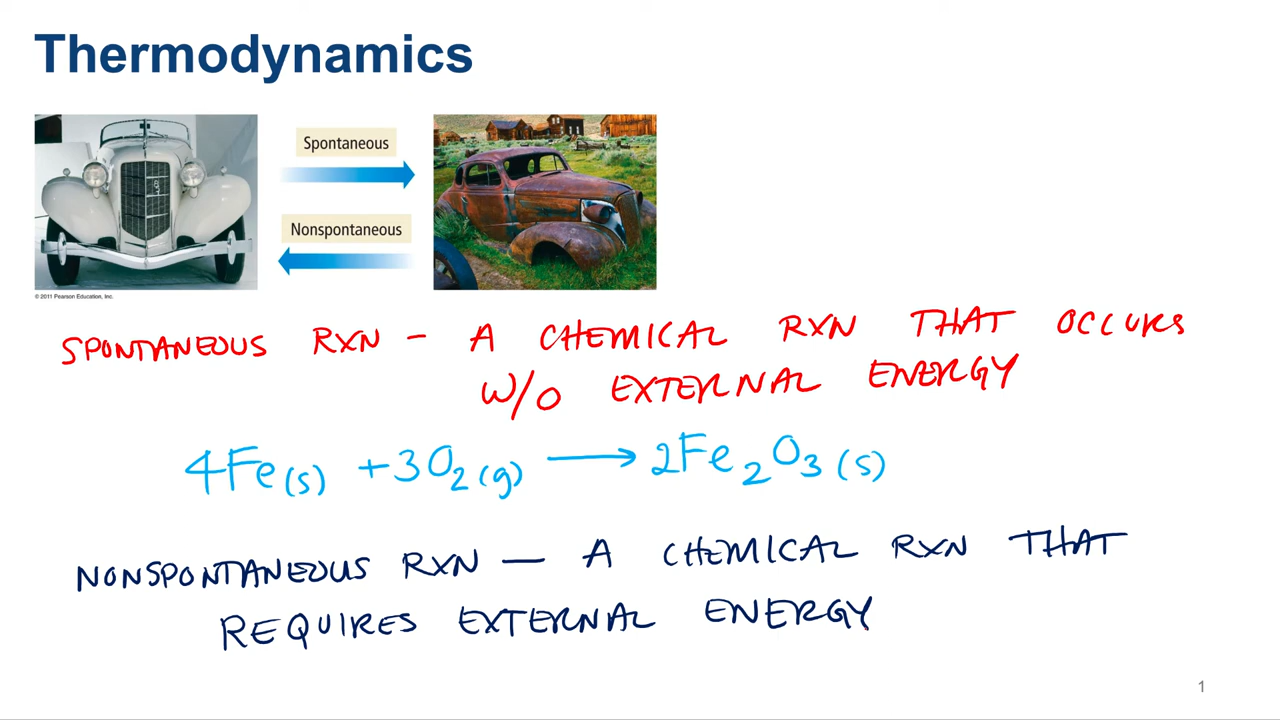 Thermodynamics
Spontaneous
Nonspontaneous
© 2011 Pearson Education, Inc.
SPONTANEOUS RXN – A CHEMICAL RXN THAT OCCURS
W/O EXTERNAL ENERGY
4Fe(s) + 3O₂(g) → 2Fe₂O₃(s)
NONSPONTANEOUS RXN — A CHEMICAL RXN THAT
REQUIRES EXTERNAL ENERGY
1